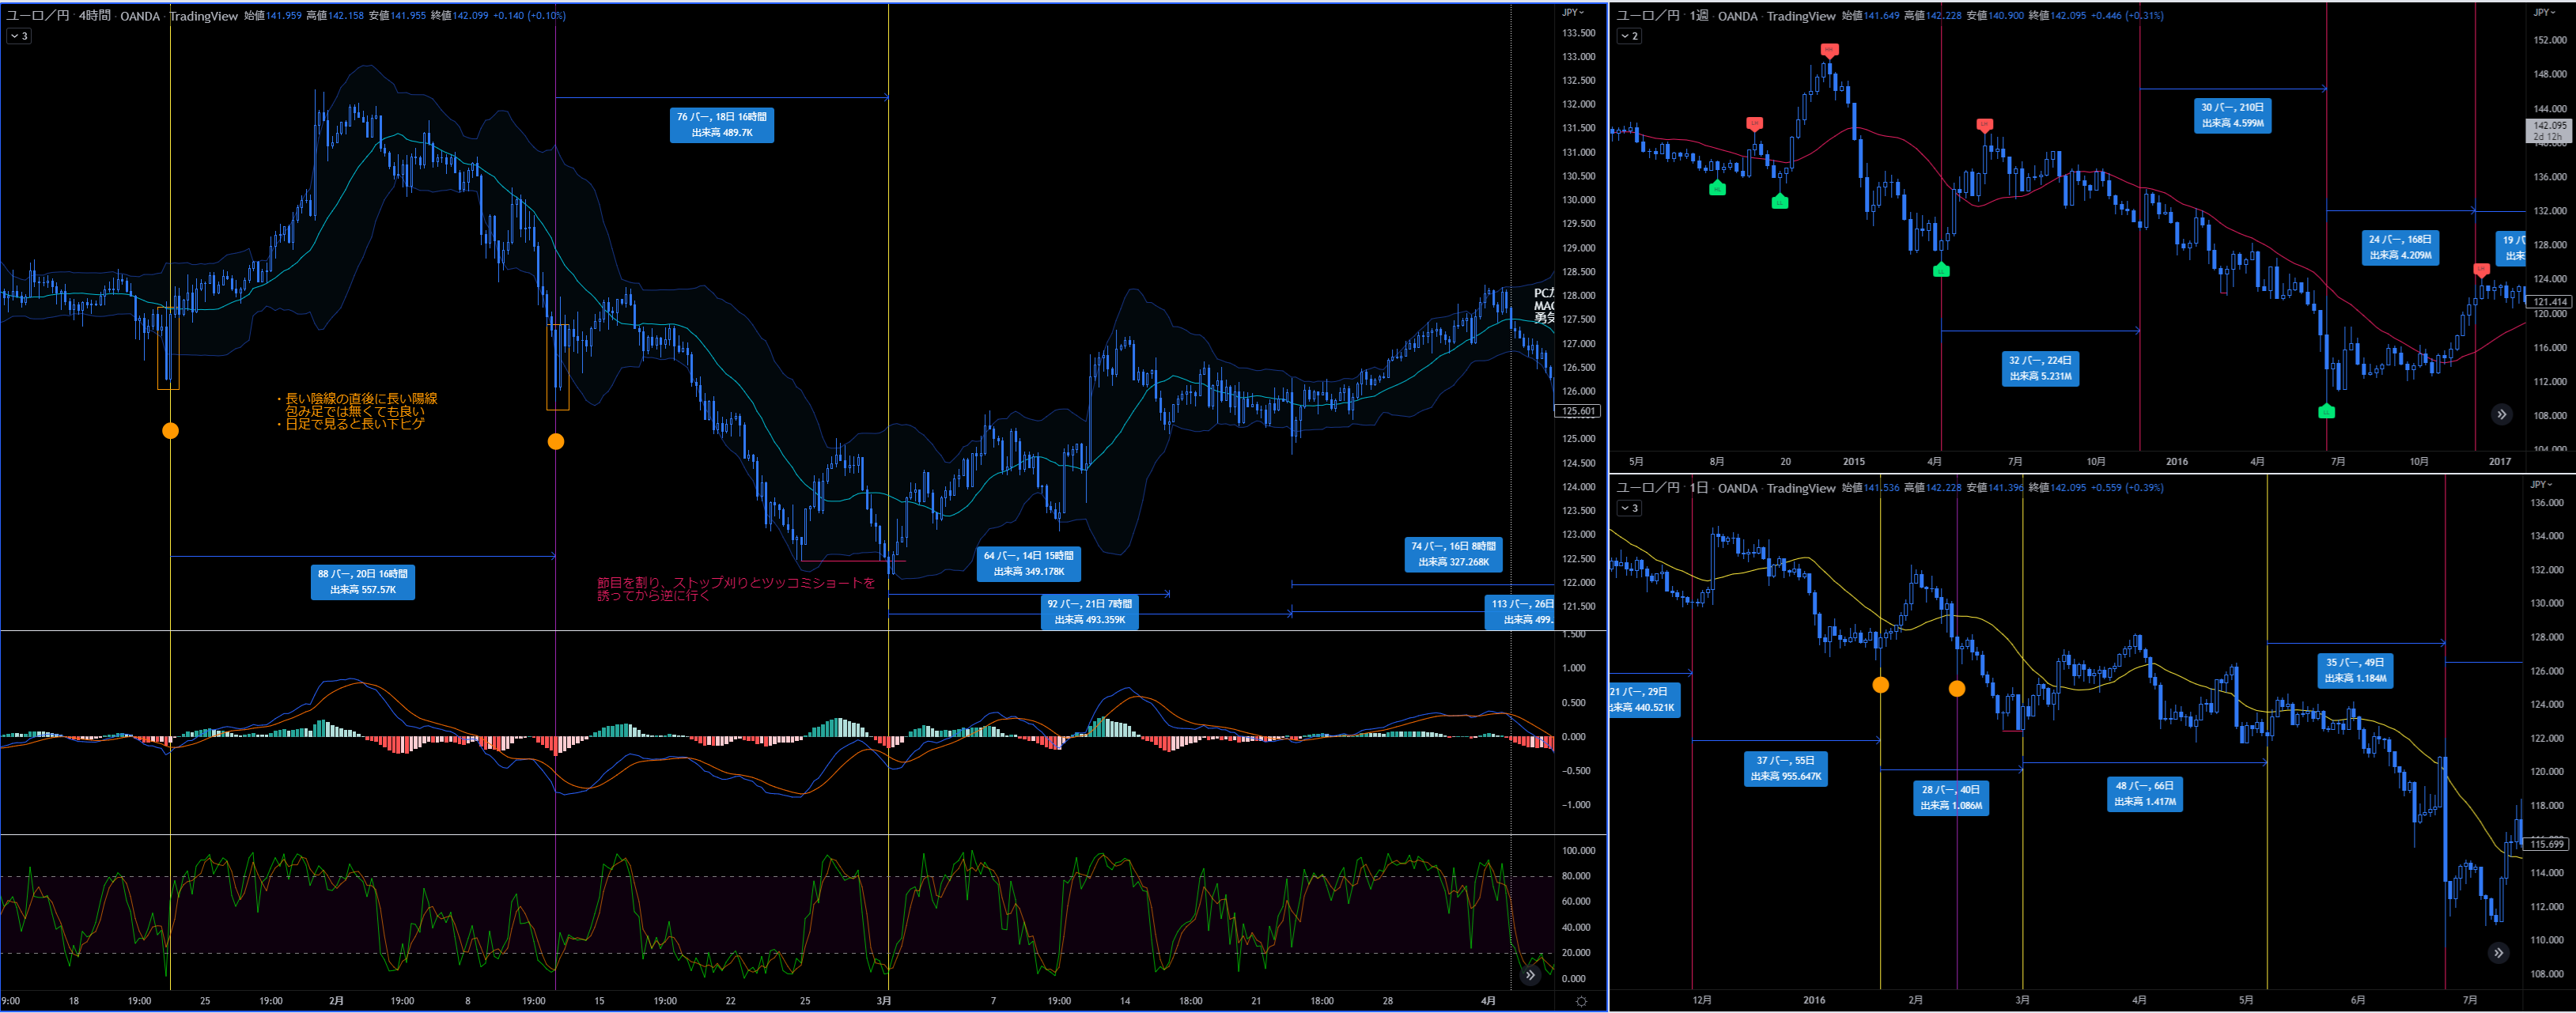 ユーロ／円 · 4時間 · OANDA · TradingView 始値141.959 高値142.158 安値141.955 終値142.099 +0.140 (+0.10%)
3
JPY
133.500
133.000
132.500
132.000
131.500
131.000
130.500
130.000
129.500
129.000
128.500
128.000
127.500
127.000
126.500
126.000
125.601
125.000
124.500
124.000
123.500
123.000
122.500
122.000
121.500
76 バー, 18日 16時間
出来高 489.7K
・長い陰線の直後に長い陽線
包み足では無くても良い
・日足で見ると長い下ヒゲ
88 バー, 20日 16時間
出来高 557.57K
節目を割り、ストップ刈りとツッコミショートを
誘ってから逆に行く
64 バー, 14日 15時間
出来高 349.178K
92 バー, 21日 7時間
出来高 493.359K
74 バー, 16日 8時間
出来高 327.268K
113 バー, 26日
出来高 499.
1.500
1.000
0.500
0.000
−0.500
−1.000
100.000
80.000
60.000
40.000
20.000
0.000
9:00 18 19:00 25 19:00 2月 19:00 8 19:00 15 19:00 22 25 3月 7 19:00 14 18:00 21 18:00 28 4月
ユーロ／円 · 1週 · OANDA · TradingView 始値141.649 高値142.228 安値140.900 終値142.095 +0.446 (+0.31%)
2
JPY
152.000
148.000
144.000
142.095
2d 12h
136.000
132.000
128.000
124.000
121.414
120.000
116.000
112.000
108.000
30 バー, 210日
出来高 4.599M
24 バー, 168日
出来高 4.209M
32 バー, 224日
出来高 5.231M
5月 8月 20 2015 4月 7月 10月 2016 4月 7月 10月 2017
ユーロ／円 · 1日 · OANDA · TradingView 始値141.536 高値142.228 安値141.396 終値142.095 +0.559 (+0.39%)
3
JPY
136.000
134.000
132.000
130.000
128.000
126.000
124.000
122.000
120.000
118.000
115.699
114.000
112.000
110.000
108.000
21 バー, 29日
出来高 440.521K
37 バー, 55日
出来高 955.647K
28 バー, 40日
出来高 1.086M
48 バー, 66日
出来高 1.417M
35 バー, 49日
出来高 1.184M
12月 2016 2月 3月 4月 5月 6月 7月